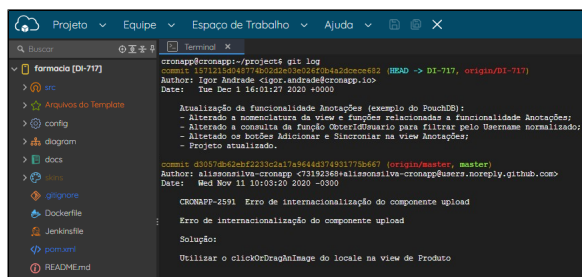 Projeto Equipe Espaço de Trabalho Ajuda
Buscar
Terminal
farmacia [DI-717]
src
Arquivos do Template
config
diagram
docs
skins
gitignore
Dockerfile
Jenkinsfile
pom.xml
README.md
cronapp@cronapp:~/project$ git log
commit 1571215d048774b02d2e03e026f0b4a2dcece682 (HEAD -> DI-717, origin/DI-717)
Author: Igor Andrade <igor.andrade@cronapp.io>
Date: Tue Dec 1 16:01:27 2020 +0000
Atualização da funcionalidade Anotações (exemplo do PouchDB):
- Alterado a nomenclatura da view e funções relacionadas a funcionalidade Anotações;
- Alterado a consulta da função ObterIdUsuario para filtrar pelo Username normalizado;
- Altetado os botões Adicionar e Sincronizar na view Anotações;
- Projeto atualizado.
commit d3057db62ebf2233c2a17a9644d374931775b667 (origin/master, master)
Author: alissonsilva-cronapp <73192368+alissonsilva-cronapp@users.noreply.github.com>
Date: Wed Nov 11 10:03:20 2020 -0300
CRONAPP-2591 Erro de internacionalização do componente upload
Erro de internacionalização do componente upload
Solução:
Utilizar o clickOrDragAnImage do locale na view de Produto